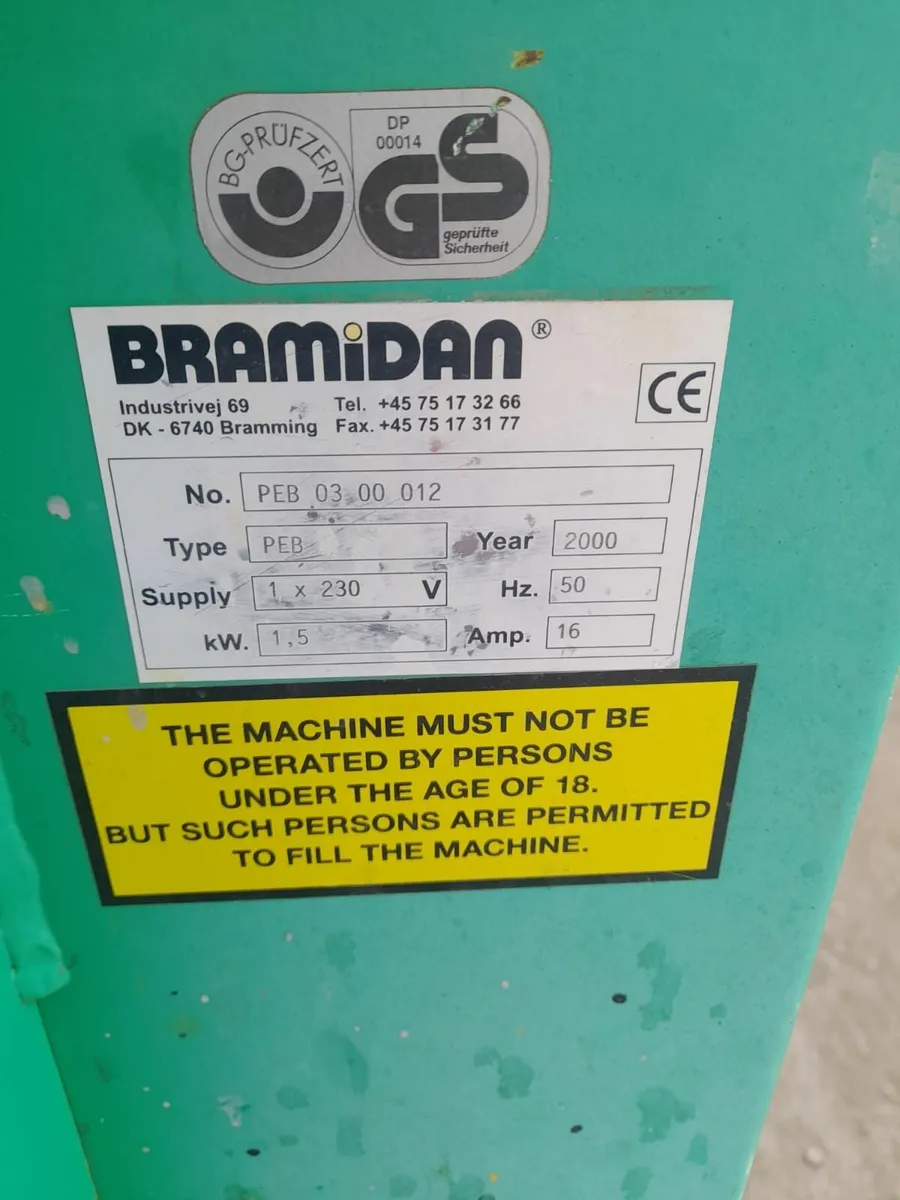 BG-PRÜFZERT
DP
00014
GS
geprüfte
Sicherheit
BRAMiDAN ®
Industrivej 69 Tel. +45 75 17 32 66
DK - 6740 Bramming Fax. +45 75 17 31 77
CE
No. PEB 03 00 012
Type PEB Year 2000
Supply 1 x 230 V Hz. 50
kW. 1,5 Amp. 16
THE MACHINE MUST NOT BE
OPERATED BY PERSONS
UNDER THE AGE OF 18.
BUT SUCH PERSONS ARE PERMITTED
TO FILL THE MACHINE.